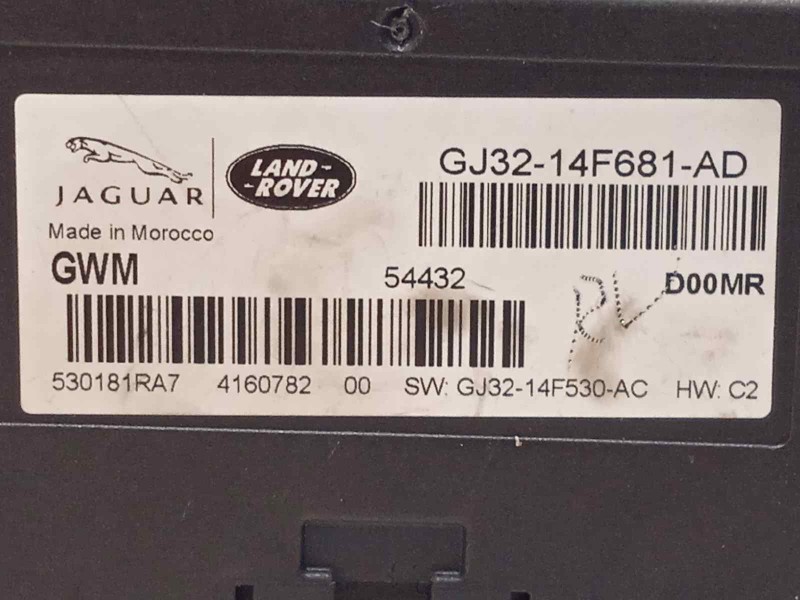 JAGUAR
LAND-
-ROVER
GJ32-14F681-AD
Made in Morocco
GWM 54432 D00MR
530181RA7 4160782 00 SW: GJ32-14F530-AC HW: C2